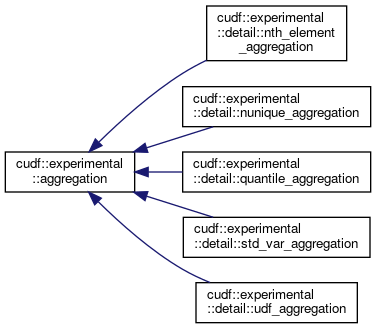 cudf::experimental
::detail::nth_element
_aggregation
cudf::experimental
::detail::nunique_aggregation
cudf::experimental
::aggregation
cudf::experimental
::detail::quantile_aggregation
cudf::experimental
::detail::std_var_aggregation
cudf::experimental
::detail::udf_aggregation